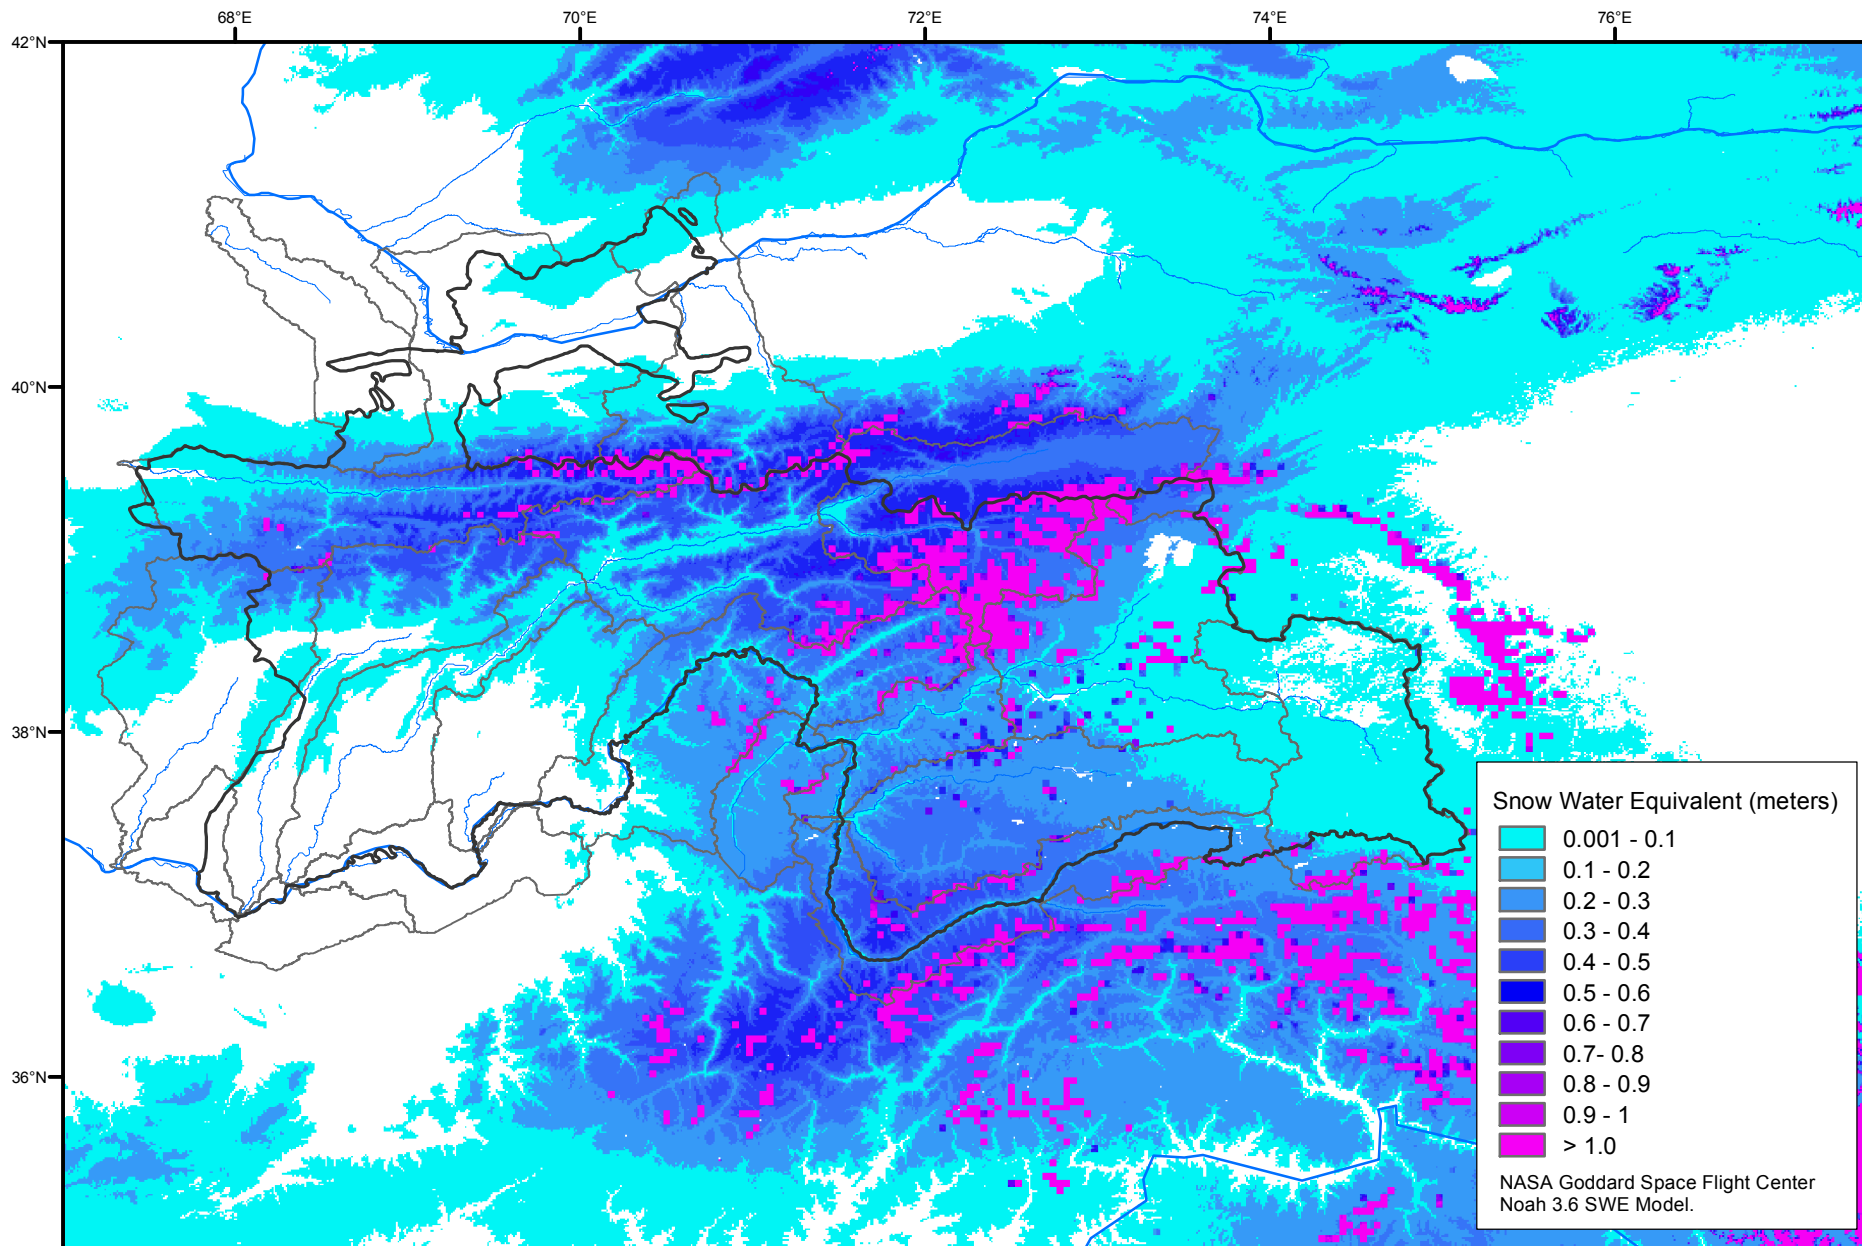 68°E
70°E
72°E
74°E
76°E
42°N
40°N
38°N
36°N
Snow Water Equivalent (meters)
0.001 - 0.1
0.1 - 0.2
0.2 - 0.3
0.3 - 0.4
0.4 - 0.5
0.5 - 0.6
0.6 - 0.7
0.7- 0.8
0.8 - 0.9
0.9 - 1
> 1.0
NASA Goddard Space Flight Center
Noah 3.6 SWE Model.